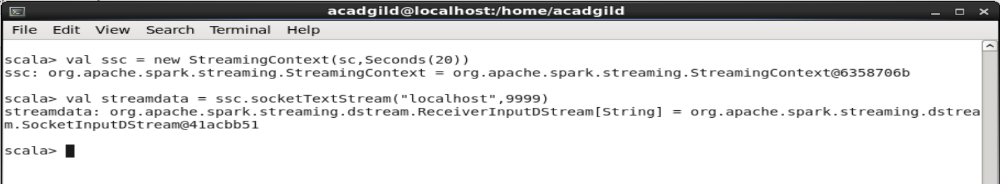 acadgild@localhost:/home/acadgild
File Edit View Search Terminal Help
scala> val ssc = new StreamingContext(sc,Seconds(20))
ssc: org.apache.spark.streaming.StreamingContext = org.apache.spark.streaming.StreamingContext@6358706b
scala> val streamdata = ssc.socketTextStream("localhost",9999)
streamdata: org.apache.spark.streaming.dstream.ReceiverInputDStream[String] = org.apache.spark.streaming.dstrea
m.SocketInputDStream@41acbb51
scala>